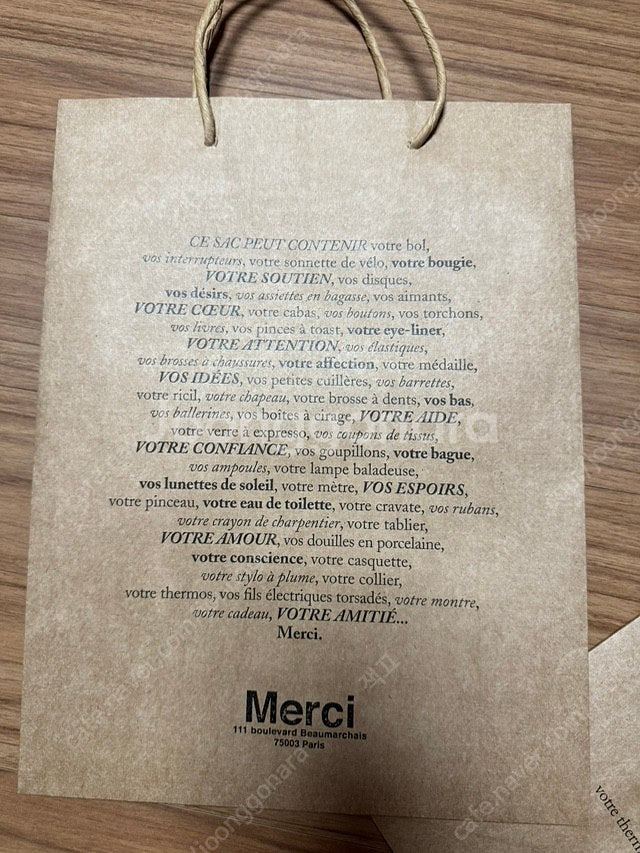 CE SAC PEUT CONTENIR votre bol,
vos interrupteurs, votre sonnette de vélo, votre bougie,
VOTRE SOUTIEN, vos disques,
vos désirs, vos assiettes en bagasse, vos aimants,
VOTRE CŒUR, votre cabas, vos boutons, vos torchons,
vos livres, vos pinces à toast, votre eye-liner,
VOTRE ATTENTION, vos élastiques,
vos brosses à chaussures, votre affection, votre médaille,
VOS IDÉES, vos petites cuillères, vos barrettes,
votre ricil, votre chapeau, votre brosse à dents, vos bas,
vos ballerines, vos boîtes à cirage, VOTRE AIDE,
votre verre à expresso, vos coupons de tissus,
VOTRE CONFIANCE, vos goupillons, votre bague,
vos ampoules, votre lampe baladeuse,
vos lunettes de soleil, votre mètre, VOS ESPOIRS,
votre pinceau, votre eau de toilette, votre cravate, vos rubans,
votre crayon de charpentier, votre tablier,
VOTRE AMOUR, vos douilles en porcelaine,
votre conscience, votre casquette,
votre stylo à plume, votre collier,
votre thermos, vos fils électriques torsadés, votre montre,
votre cadeau, VOTRE AMITIÉ...
Merci.
Merci
111 boulevard Beaumarchais
75003 Paris
votre